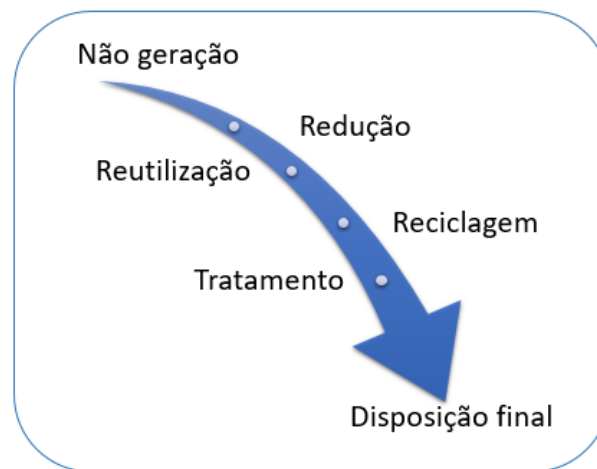 Não geração
Redução
Reutilização
Reciclagem
Tratamento
Disposição final